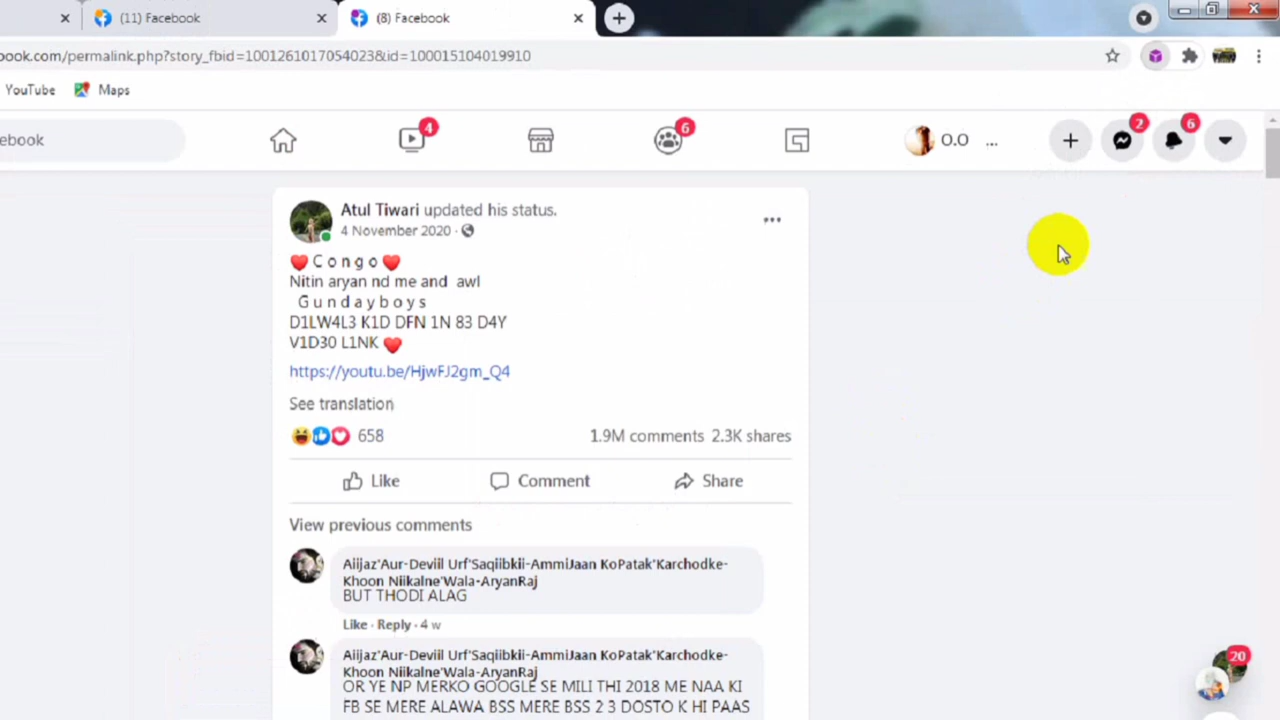 (11) Facebook
(8) Facebook
book.com/permalink.php?story_fbid=1001261017054023&id=100015104019910
YouTube
Maps
ebook
4
6
0.0 ...
2
6
Atul Tiwari updated his status.
4 November 2020 ·
❤️ C o n g o ❤️
Nitin aryan nd me and awl
G u n d a y b o y s
D1LW4L3 K1D DFN 1N 83 D4Y
V1D30 L1NK ❤️
https://youtu.be/HjwFJ2gm_Q4
See translation
658
1.9M comments 2.3K shares
Like
Comment
Share
View previous comments
Aiijaz'Aur-Deviil Urf'Saqiibkii-AmmiJaan KoPatak'Karchodke-
Khoon Niikalne'Wala-AryanRaj
BUT THODI ALAG
Like · Reply · 4 w
Aiijaz'Aur-Deviil Urf'Saqiibkii-AmmiJaan KoPatak'Karchodke-
Khoon Niikalne'Wala-AryanRaj
OR YE NP MERKO GOOGLE SE MILI THI 2018 ME NAA KI
FB SE MERE ALAWA BSS MERE BSS 2 3 DOSTO K HI PAAS
20